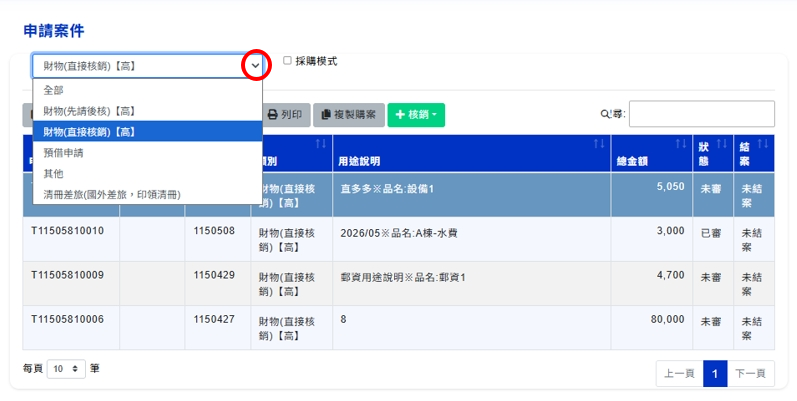 申請案件
財物(直接核銷)【高】
採購模式
全部
財物(先請後核)【高】
財物(直接核銷)【高】
預借申請
其他
清冊差旅(國外差旅，印領清冊)
列印
複製購案
核銷
尋:
類別
用途說明
總金額
狀態
結案
財物(直接核銷)【高】
直多多※品名:設備1
5,050
未審
未結案
T11505810010
1150508
財物(直接核銷)【高】
2026/05※品名:A棟-水費
3,000
已審
未結案
T11505810009
1150429
財物(直接核銷)【高】
郵資用途說明※品名:郵資1
4,700
未審
未結案
T11505810006
1150427
財物(直接核銷)【高】
8
80,000
未審
未結案
每頁 10 筆
上一頁 1 下一頁